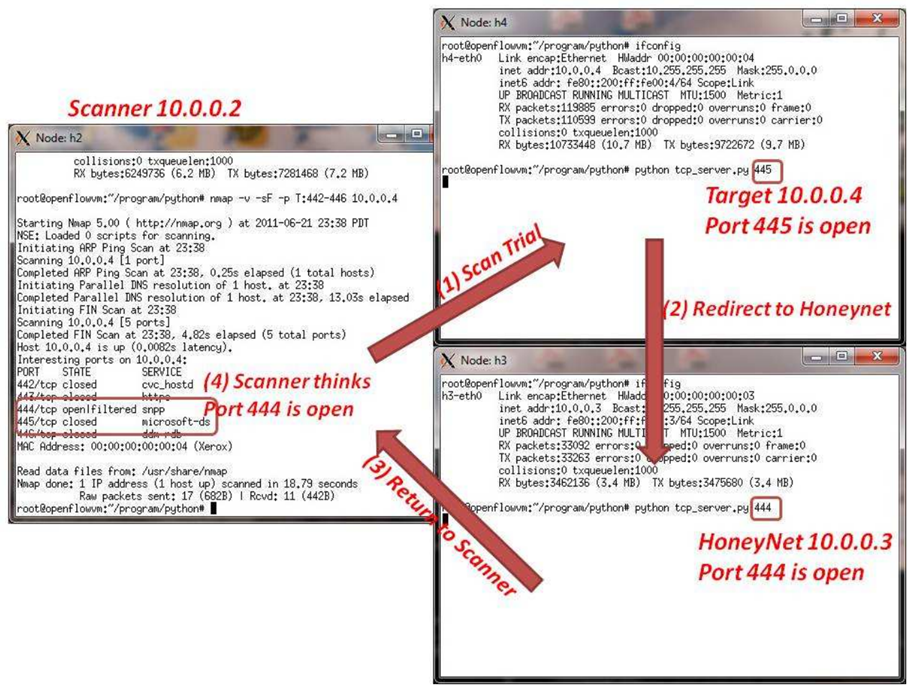 Scanner 10.0.0.2
Node: h2
collisions:0 txqueuelen:1000
RX bytes:6249736 (6.2 MB) TX bytes:7281468 (7.2 MB)
root@openflowvm:~/program/python# nmap -v -sF -p T:442-446 10.0.0.4
Starting Nmap 5.00 ( http://nmap.org ) at 2011-06-21 23:38 PDT
NSE: Loaded 0 scripts for scanning.
Initiating ARP Ping Scan at 23:38
Scanning 10.0.0.4 [1 port]
Completed ARP Ping Scan at 23:38, 0.25s elapsed (1 total hosts)
Initiating Parallel DNS resolution of 1 host. at 23:38
Completed Parallel DNS resolution of 1 host. at 23:38, 13.03s elapsed
Initiating FIN Scan at 23:38
Scanning 10.0.0.4 [5 ports]
Completed FIN Scan at 23:38, 4.82s elapsed (5 total ports)
Host 10.0.0.4 is up (0.0082s latency).
Interesting ports on 10.0.0.4:
PORT STATE SERVICE
442/tcp closed cvc_hostd
443/tcp closed https
444/tcp open|filtered snpp
445/tcp closed microsoft-ds
446/tcp closed ddm-rdb
MAC Address: 00:00:00:00:00:04 (Xerox)
Read data files from: /usr/share/nmap
Nmap done: 1 IP address (1 host up) scanned in 18.79 seconds
Raw packets sent: 17 (682B) | Rcvd: 11 (442B)
root@openflowvm:~/program/python#
(4) Scanner thinks
Port 444 is open
(1) Scan Trial
Node: h4
root@openflowvm:~/program/python# ifconfig
h4-eth0 Link encap:Ethernet HWaddr 00:00:00:00:00:04
inet addr:10.0.0.4 Bcast:10.255.255.255 Mask:255.0.0.0
inet6 addr: fe80::200:ff:fe00:4/64 Scope:Link
UP BROADCAST RUNNING MULTICAST MTU:1500 Metric:1
RX packets:119885 errors:0 dropped:0 overruns:0 frame:0
TX packets:110599 errors:0 dropped:0 overruns:0 carrier:0
collisions:0 txqueuelen:1000
RX bytes:10733448 (10.7 MB) TX bytes:9722672 (9.7 MB)
root@openflowvm:~/program/python# python tcp_server.py 445
Target 10.0.0.4
Port 445 is open
(2) Redirect to Honeynet
Node: h3
root@openflowvm:~/program/python# ifconfig
h3-eth0 Link encap:Ethernet HWaddr 00:00:00:00:00:03
inet addr:10.0.0.3 Bcast:10.255.255.255 Mask:255.0.0.0
inet6 addr: fe80::200:ff:fe00:3/64 Scope:Link
UP BROADCAST RUNNING MULTICAST MTU:1500 Metric:1
RX packets:33092 errors:0 dropped:0 overruns:0 frame:0
TX packets:33263 errors:0 dropped:0 overruns:0 carrier:0
collisions:0 txqueuelen:1000
RX bytes:3462136 (3.4 MB) TX bytes:3475680 (3.4 MB)
root@openflowvm:~/program/python# python tcp_server.py 444
(3) Return to Scanner
HoneyNet 10.0.0.3
Port 444 is open